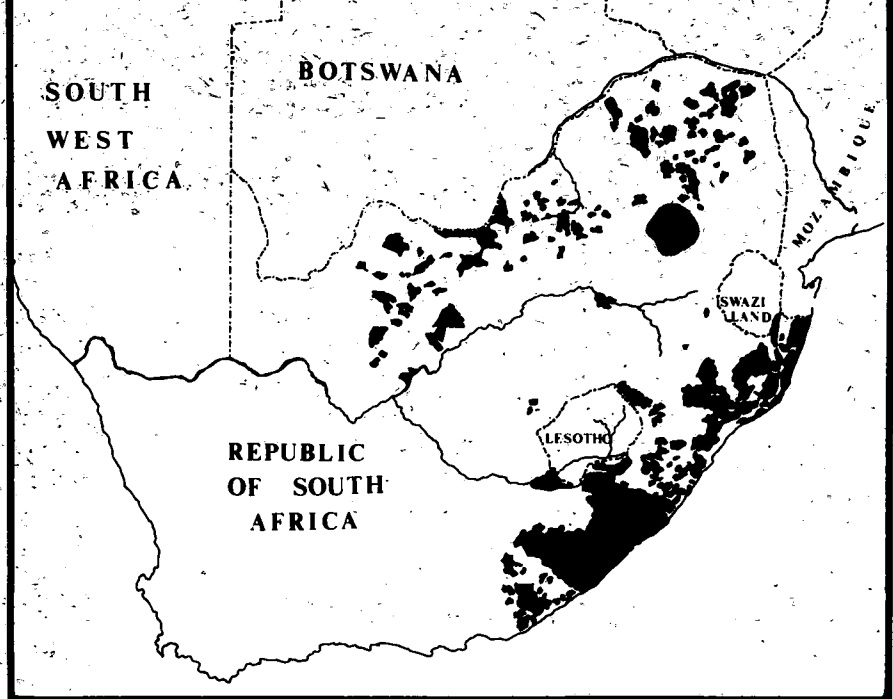 BOTSWANA
SOUTH
WEST
AFRICA
MOZAMBIQUE
SWAZI
LAND
LESOTHO
REPUBLIC
OF SOUTH
AFRICA